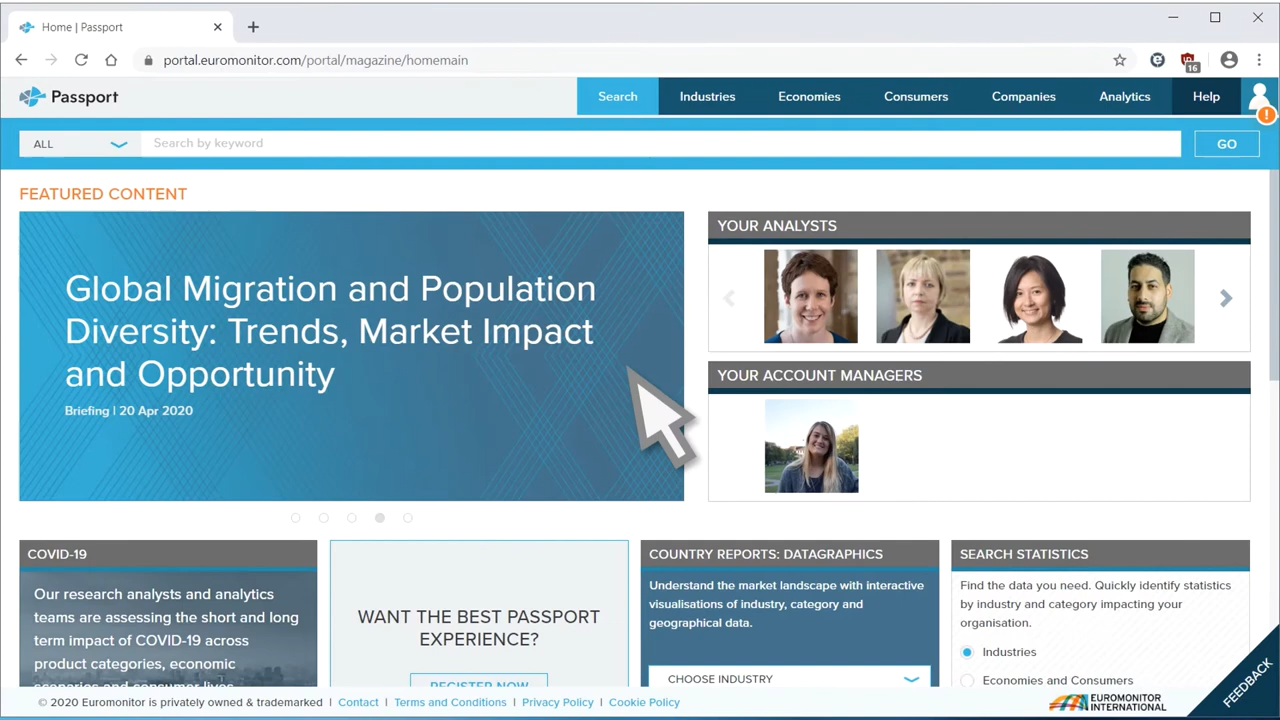 Home | Passport
portal.euromonitor.com/portal/magazine/homemain
16
Passport
Search
Industries
Economies
Consumers
Companies
Analytics
Help
!
ALL
Search by keyword
GO
FEATURED CONTENT
Global Migration and Population
Diversity: Trends, Market Impact
and Opportunity
Briefing | 20 Apr 2020
YOUR ANALYSTS
YOUR ACCOUNT MANAGERS
COVID-19
Our research analysts and analytics
teams are assessing the short and long
term impact of COVID-19 across
product categories, economic
scenarios and consumer lives
WANT THE BEST PASSPORT
EXPERIENCE?
REGISTER NOW
COUNTRY REPORTS: DATAGRAPHICS
Understand the market landscape with interactive
visualisations of industry, category and
geographical data.
CHOOSE INDUSTRY
SEARCH STATISTICS
Find the data you need. Quickly identify statistics
by industry and category impacting your
organisation.
Industries
Economies and Consumers
FEEDBACK
© 2020 Euromonitor is privately owned & trademarked
Contact | Terms and Conditions | Privacy Policy | Cookie Policy
EUROMONITOR
INTERNATIONAL